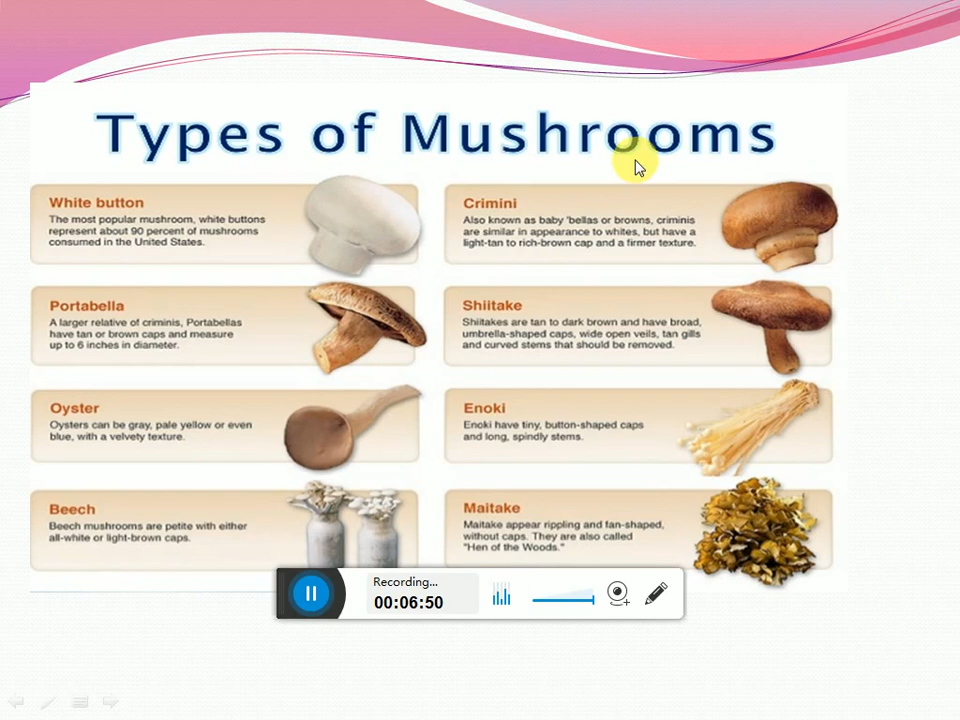 Types of Mushrooms
White button
The most popular mushroom, white buttons
represent about 90 percent of mushrooms
consumed in the United States.
Crimini
Also known as baby 'bellas or browns, criminis
are similar in appearance to whites, but have a
light-tan to rich-brown cap and a firmer texture.
Portabella
A larger relative of criminis, Portabellas
have tan or brown caps and measure
up to 6 inches in diameter.
Shiitake
Shiitakes are tan to dark brown and have broad,
umbrella-shaped caps, wide open veils, tan gills
and curved stems that should be removed.
Oyster
Oysters can be gray, pale yellow or even
blue, with a velvety texture.
Enoki
Enoki have tiny, button-shaped caps
and long, spindly stems.
Beech
Beech mushrooms are petite with either
all-white or light-brown caps.
Maitake
Maitake appear rippling and fan-shaped,
without caps. They are also called
"Hen of the Woods."
Recording...
00:06:50